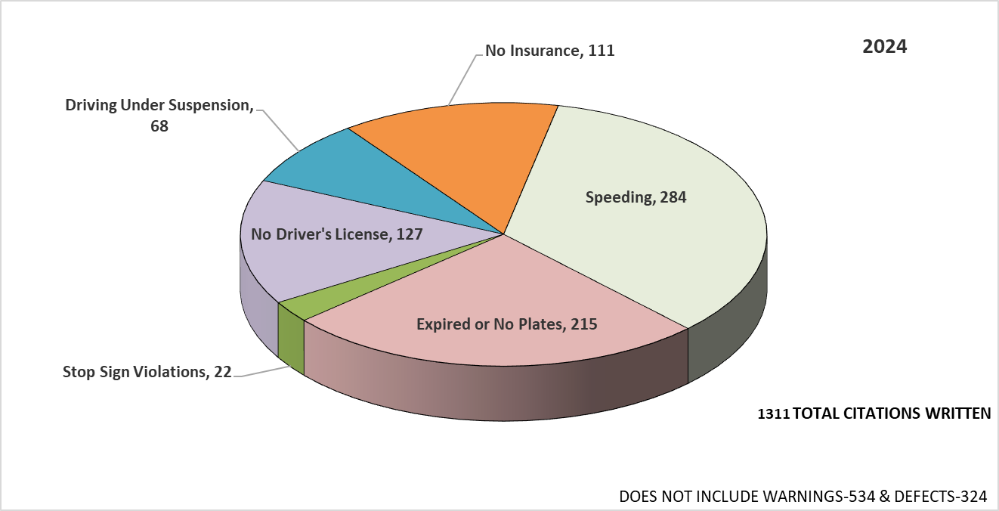 2024
No Insurance, 111
Driving Under Suspension,
68
Speeding, 284
No Driver's License, 127
Expired or No Plates, 215
Stop Sign Violations, 22
1311 TOTAL CITATIONS WRITTEN
DOES NOT INCLUDE WARNINGS-534 & DEFECTS-324